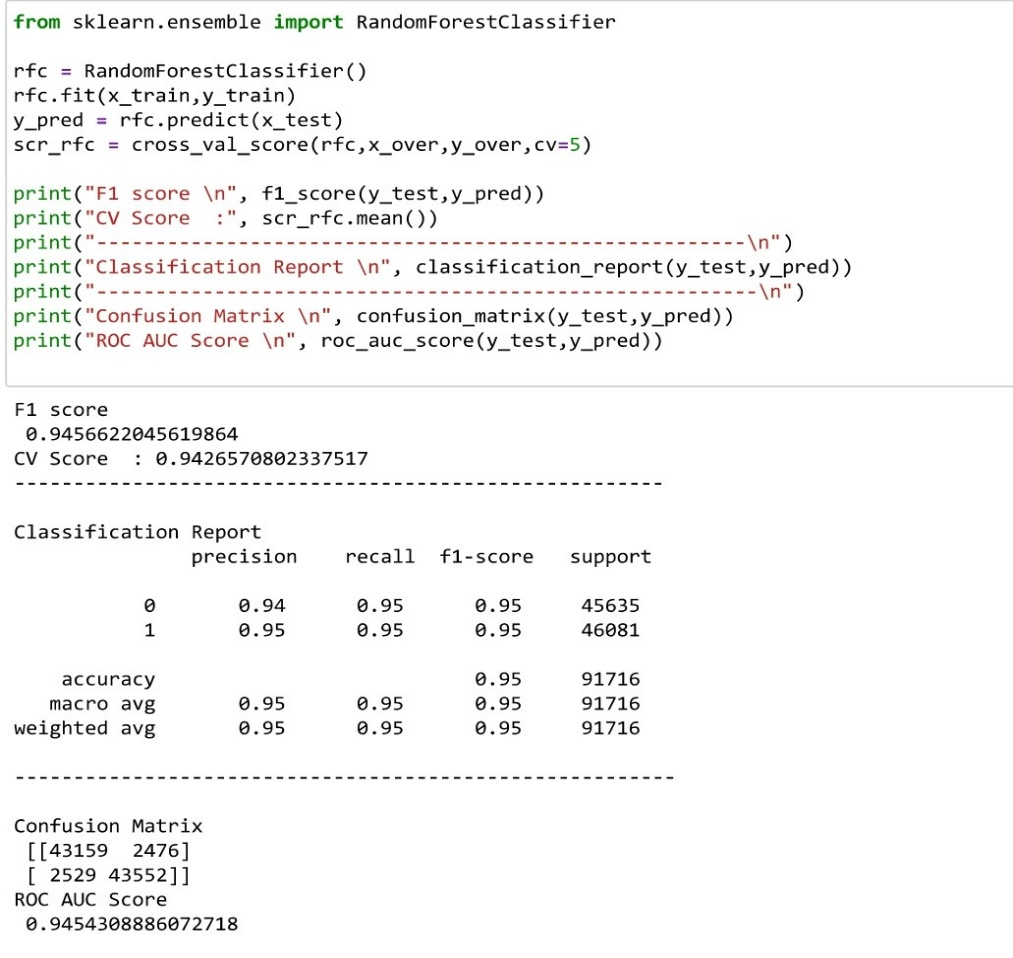 from sklearn.ensemble import RandomForestClassifier
rfc = RandomForestClassifier()
rfc.fit(x_train,y_train)
y_pred = rfc.predict(x_test)
scr_rfc = cross_val_score(rfc,x_over,y_over,cv=5)
print("F1 score \n", f1_score(y_test,y_pred))
print("CV Score  :", scr_rfc.mean())
print("-------------------------------------------------------\n")
print("Classification Report \n", classification_report(y_test,y_pred))
print("--------------------------------------------------------\n")
print("Confusion Matrix \n", confusion_matrix(y_test,y_pred))
print("ROC AUC Score \n", roc_auc_score(y_test,y_pred))
F1 score
 0.9456622045619864
CV Score  : 0.9426570802337517
-------------------------------------------------------
Classification Report
               precision    recall  f1-score   support
           0       0.94      0.95      0.95     45635
           1       0.95      0.95      0.95     46081
    accuracy                           0.95     91716
   macro avg       0.95      0.95      0.95     91716
weighted avg       0.95      0.95      0.95     91716
--------------------------------------------------------
Confusion Matrix
 [[43159  2476]
 [ 2529 43552]]
ROC AUC Score
 0.9454308886072718